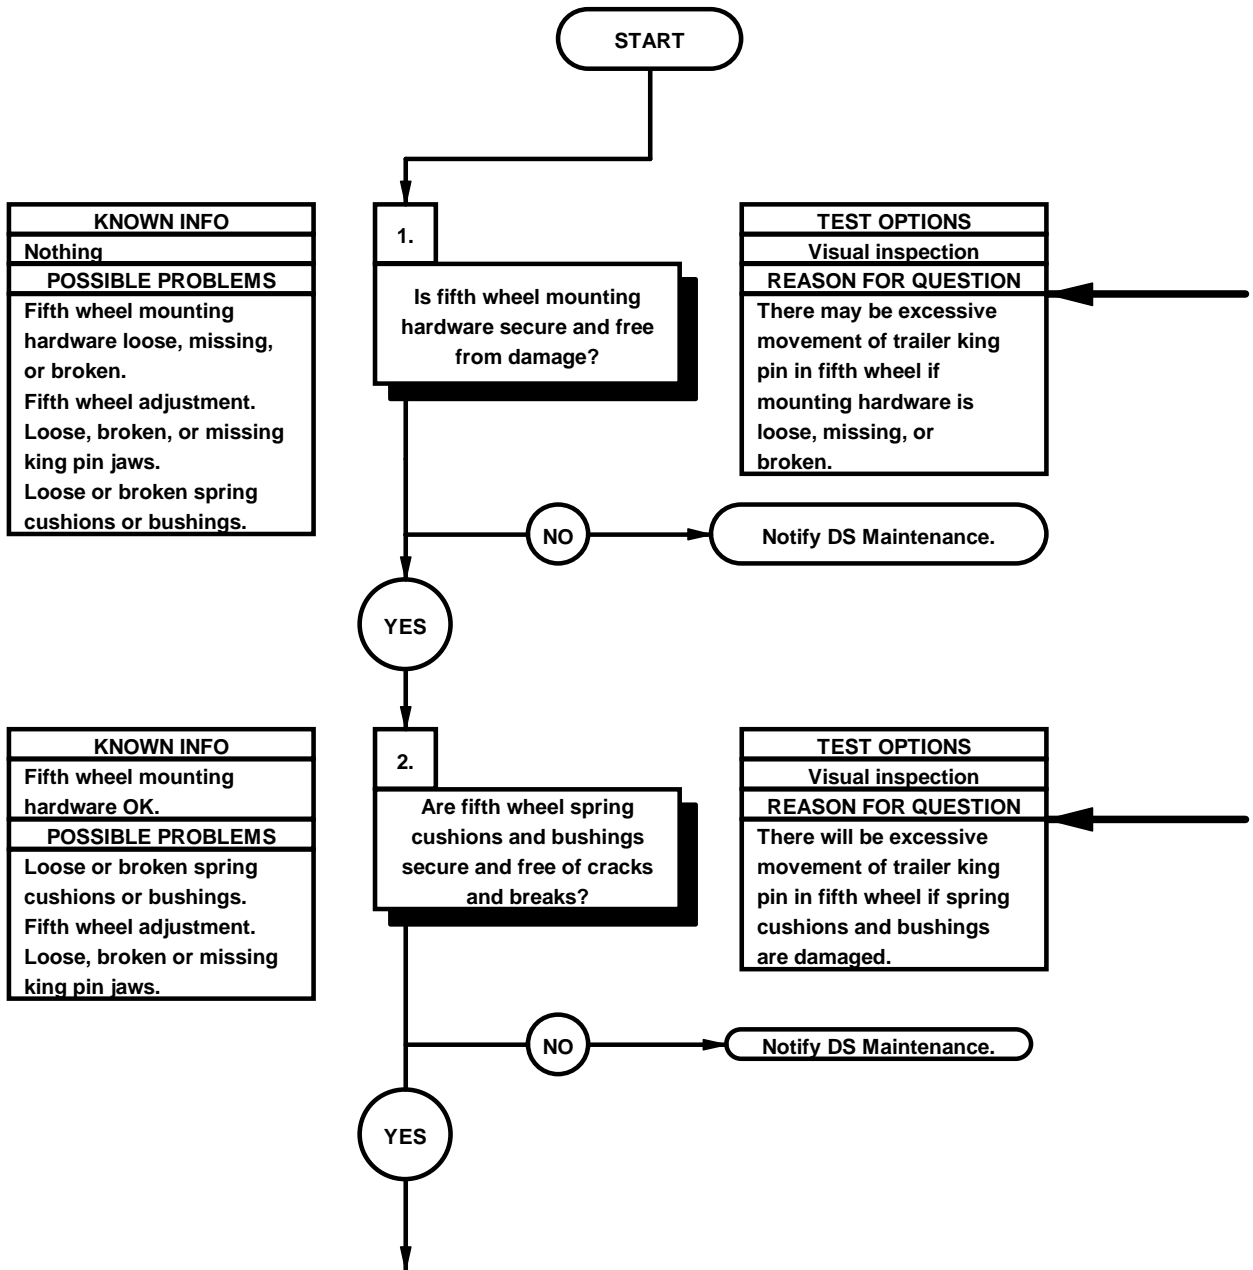 START
KNOWN INFO
Nothing
POSSIBLE PROBLEMS
Fifth wheel mounting
hardware loose, missing,
or broken.
Fifth wheel adjustment.
Loose, broken, or missing
king pin jaws.
Loose or broken spring
cushions or bushings.
1.
Is fifth wheel mounting
hardware secure and free
from damage?
TEST OPTIONS
Visual inspection
REASON FOR QUESTION
There may be excessive
movement of trailer king
pin in fifth wheel if
mounting hardware is
loose, missing, or
broken.
NO
Notify DS Maintenance.
YES
KNOWN INFO
Fifth wheel mounting
hardware OK.
POSSIBLE PROBLEMS
Loose or broken spring
cushions or bushings.
Fifth wheel adjustment.
Loose, broken or missing
king pin jaws.
2.
Are fifth wheel spring
cushions and bushings
secure and free of cracks
and breaks?
TEST OPTIONS
Visual inspection
REASON FOR QUESTION
There will be excessive
movement of trailer king
pin in fifth wheel if spring
cushions and bushings
are damaged.
NO
Notify DS Maintenance.
YES